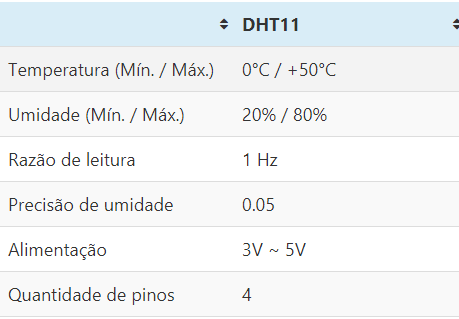 DHT11
Temperatura (Mín. / Máx.) 0°C / +50°C
Umidade (Mín. / Máx.) 20% / 80%
Razão de leitura 1 Hz
Precisão de umidade 0.05
Alimentação 3V ~ 5V
Quantidade de pinos 4